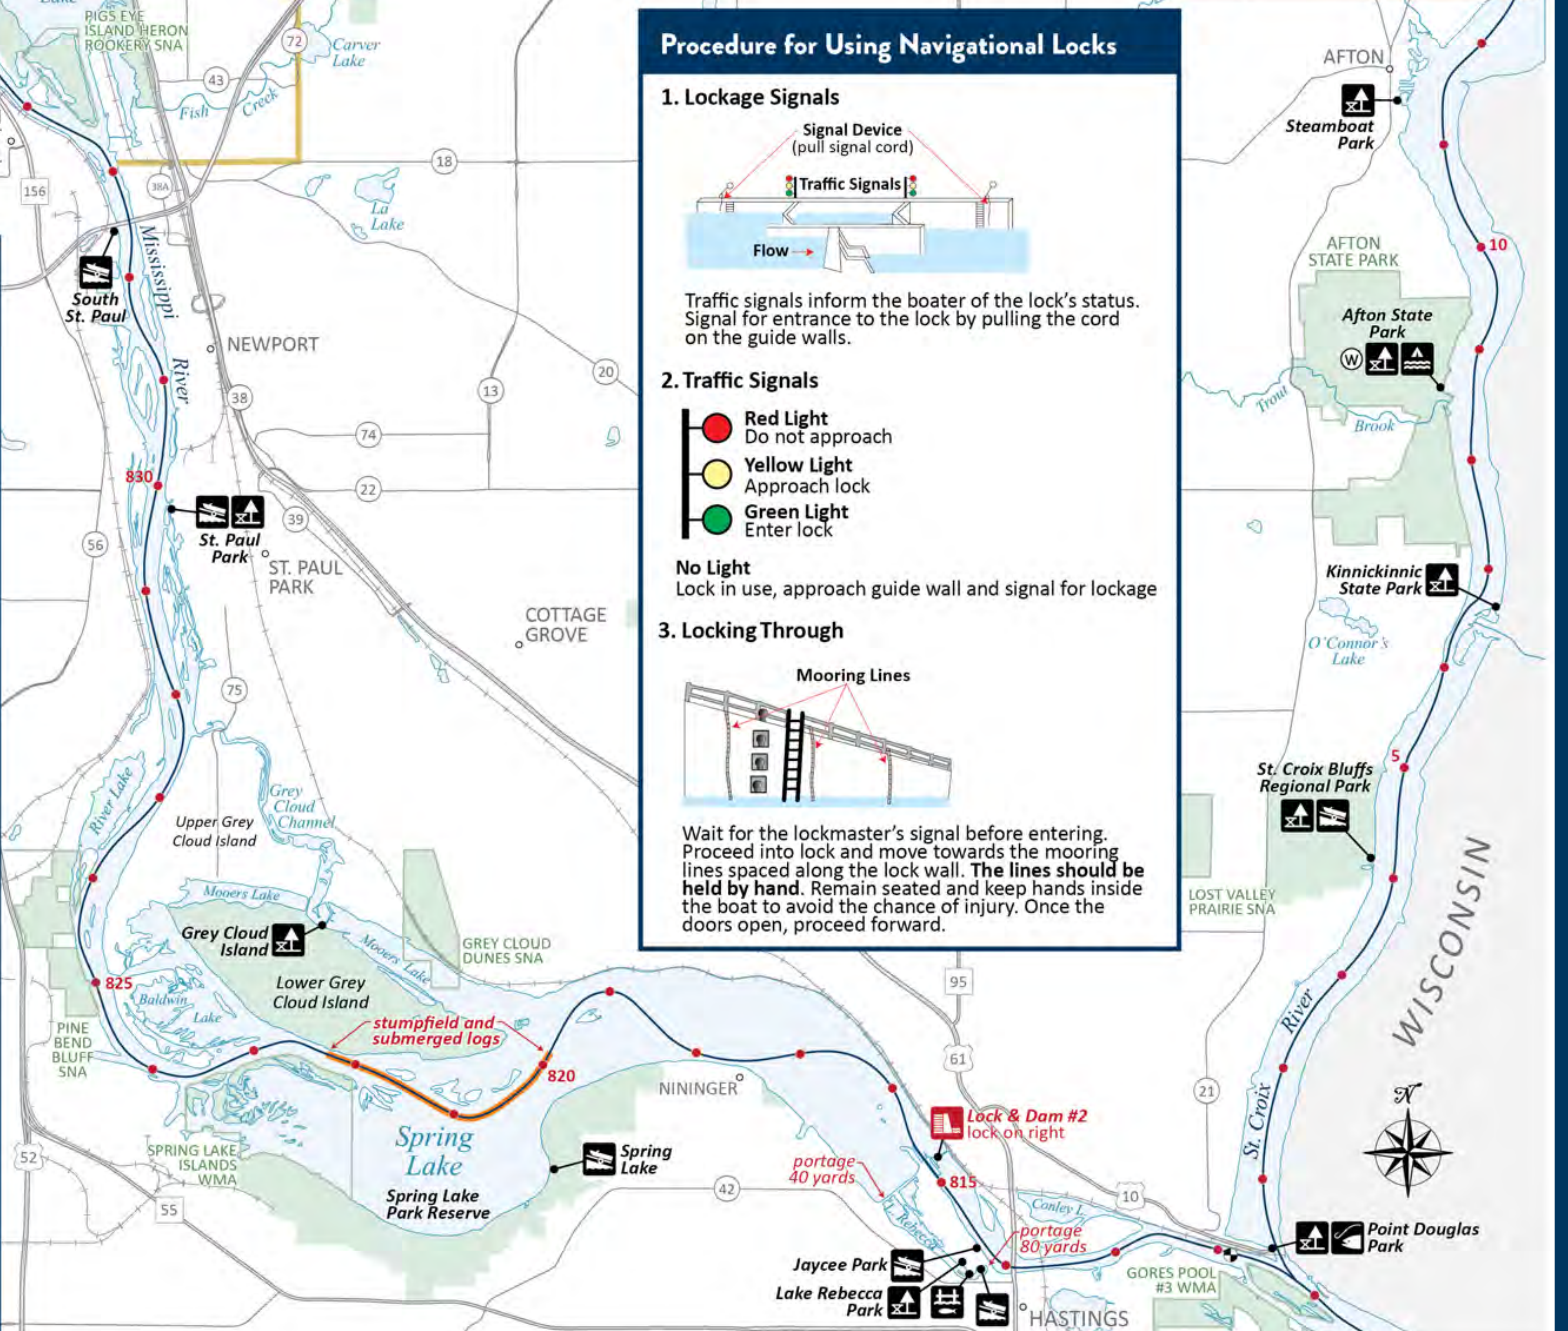 Lake
PIGS EYE
ISLAND HERON
ROOKERY SNA
72
Carver
Lake
43
Fish
Creek
156
38A
18
La
Lake
Mississippi
River
South
St. Paul
NEWPORT
20
13
38
74
22
39
830
St. Paul
Park
ST. PAUL
PARK
56
COTTAGE
GROVE
75
River Lake
Grey
Cloud
Channel
Upper Grey
Cloud Island
Mooers Lake
Grey Cloud
Island
Mooers Lake
GREY CLOUD
DUNES SNA
Lower Grey
Cloud Island
825
Baldwin
Lake
stumpfield and
submerged logs
PINE
BEND
BLUFF
SNA
820
NININGER
Spring
Lake
Spring Lake
Park Reserve
Spring
Lake
SPRING LAKE
ISLANDS
WMA
52
55
42
Procedure for Using Navigational Locks
1. Lockage Signals
Signal Device
(pull signal cord)
Traffic Signals
Flow
Traffic signals inform the boater of the lock's status.
Signal for entrance to the lock by pulling the cord
on the guide walls.
2. Traffic Signals
Red Light
Do not approach
Yellow Light
Approach lock
Green Light
Enter lock
No Light
Lock in use, approach guide wall and signal for lockage
3. Locking Through
Mooring Lines
Wait for the lockmaster's signal before entering.
Proceed into lock and move towards the mooring
lines spaced along the lock wall. The lines should be
held by hand. Remain seated and keep hands inside
the boat to avoid the chance of injury. Once the
doors open, proceed forward.
AFTON
Steamboat
Park
10
AFTON
STATE PARK
Afton State
Park
W
Trout
Brook
Kinnickinnic
State Park
O'Connor's
Lake
5
St. Croix Bluffs
Regional Park
LOST VALLEY
PRAIRIE SNA
WISCONSIN
River
St. Croix
N
95
61
21
Lock & Dam #2
lock on right
portage
40 yards
815
10
L. Rebecca
Conley L.
portage
80 yards
Jaycee Park
Lake Rebecca
Park
HASTINGS
GORES POOL
#3 WMA
Point Douglas
Park